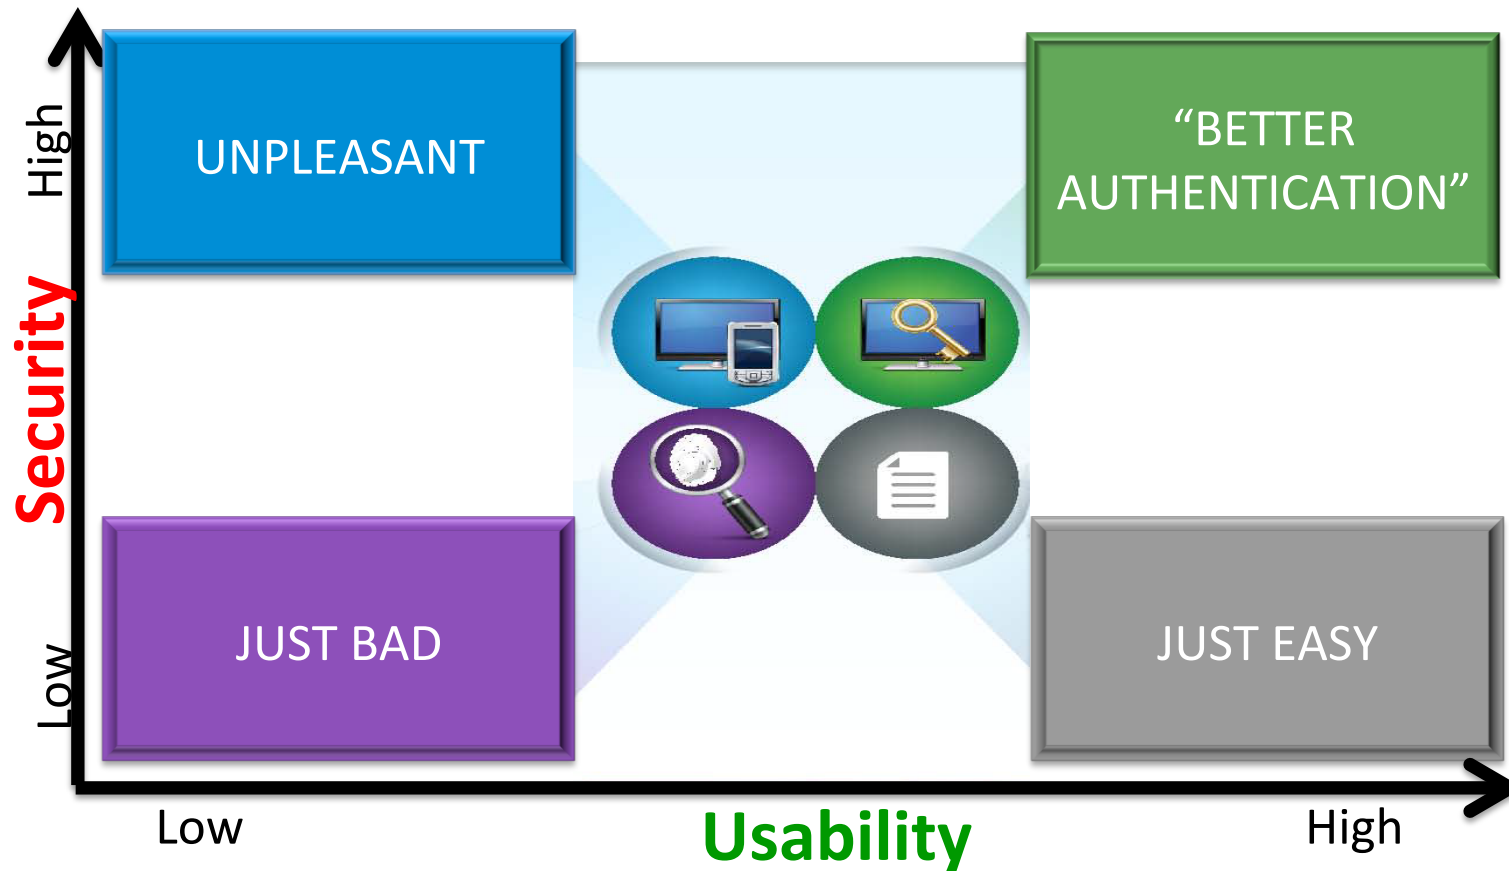 High
UNPLEASANT
“BETTER
AUTHENTICATION”
Security
JUST BAD
JUST EASY
Low
Low
Usability
High